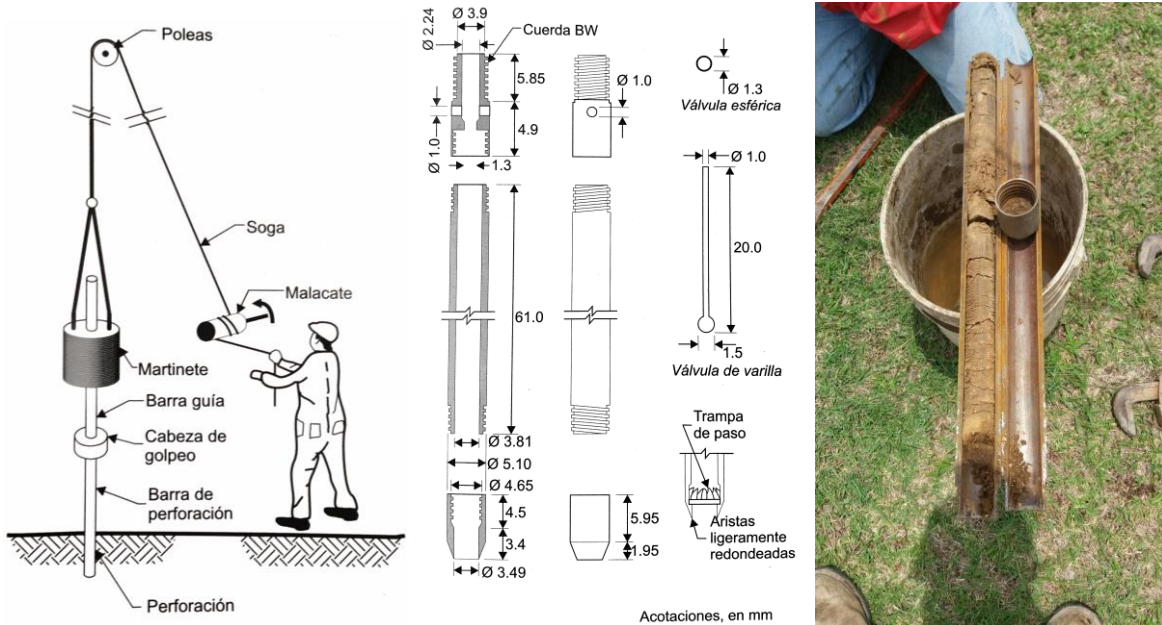 Poleas
Soga
Malacate
Martinete
Barra guía
Cabeza de
golpeo
Barra de
perforación
Perforación
Ø 2.24
Ø 3.9
Cuerda BW
5.85
4.9
Ø 1.0
1.3
Ø 1.0
61.0
Ø 3.81
Ø 5.10
Ø 4.65
4.5
3.4
Ø 3.49
5.95
1.95
Ø 1.3
Válvula esférica
Ø 1.0
20.0
1.5
Válvula de varilla
Trampa
de paso
Aristas
ligeramente
redondeadas
Acotaciones, en mm